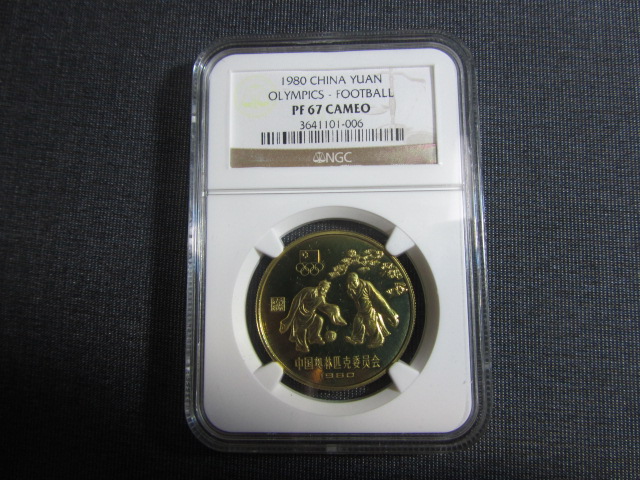 1980 CHINA YUAN
OLYMPICS - FOOTBALL
PF 67 CAMEO
3641101-006
NGC
中国奥林匹克委员会
1980